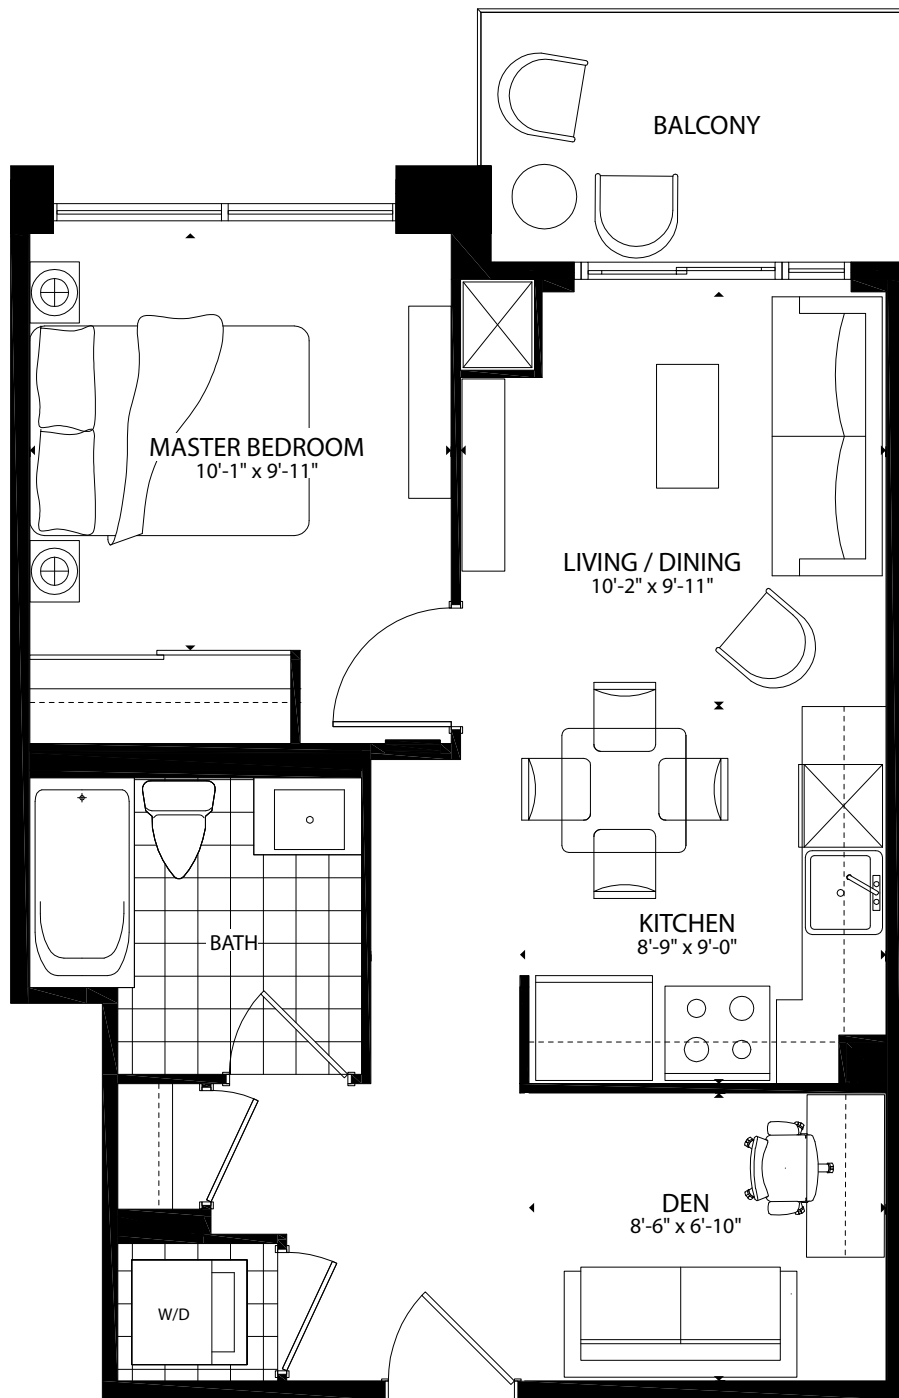 BALCONY
MASTER BEDROOM
10'-1" x 9'-11"
LIVING / DINING
10'-2" x 9'-11"
KITCHEN
8'-9" x 9'-0"
BATH
DEN
8'-6" x 6'-10"
W/D